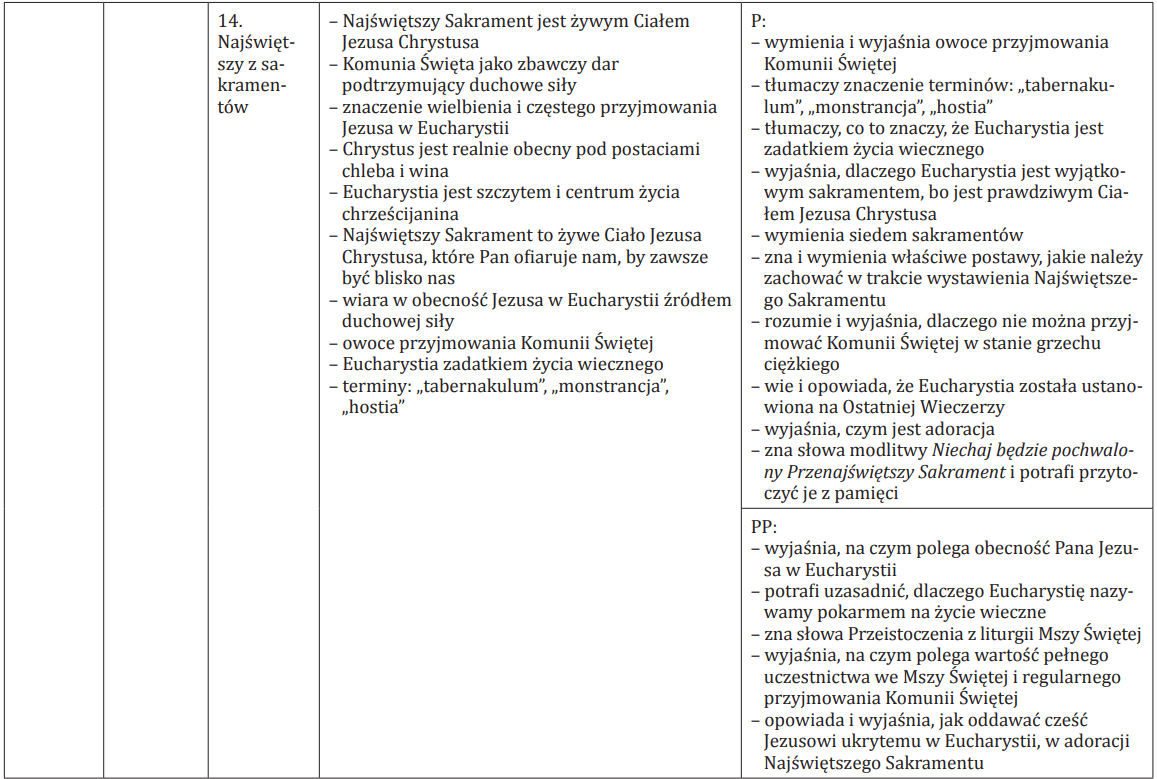 14.
Najświęt-
szy z sa-
kramen-
tów
– Najświętszy Sakrament jest żywym Ciałem
Jezusa Chrystusa
– Komunia Święta jako zbawczy dar
podtrzymujący duchowe siły
– znaczenie wielbienia i częstego przyjmowania
Jezusa w Eucharystii
– Chrystus jest realnie obecny pod postaciami
chleba i wina
– Eucharystia jest szczytem i centrum życia
chrześcijanina
– Najświętszy Sakrament to żywe Ciało Jezusa
Chrystusa, które Pan ofiaruje nam, by zawsze
być blisko nas
– wiara w obecność Jezusa w Eucharystii źródłem
duchowej siły
– owoce przyjmowania Komunii Świętej
– Eucharystia zadatkiem życia wiecznego
– terminy: „tabernakulum”, „monstrancja”,
„hostia”
P:
– wymienia i wyjaśnia owoce przyjmowania
Komunii Świętej
– tłumaczy znaczenie terminów: „tabernaku-
lum”, „monstrancja”, „hostia”
– tłumaczy, co to znaczy, że Eucharystia jest
zadatkiem życia wiecznego
– wyjaśnia, dlaczego Eucharystia jest wyjątko-
wym sakramentem, bo jest prawdziwym Cia-
łem Jezusa Chrystusa
– wymienia siedem sakramentów
– zna i wymienia właściwe postawy, jakie należy
zachować w trakcie wystawienia Najświętsze-
go Sakramentu
– rozumie i wyjaśnia, dlaczego nie można przyj-
mować Komunii Świętej w stanie grzechu
ciężkiego
– wie i opowiada, że Eucharystia została ustano-
wiona na Ostatniej Wieczerzy
– wyjaśnia, czym jest adoracja
– zna słowa modlitwy Niechaj będzie pochwalo-
ny Przenajświętszy Sakrament i potrafi przyto-
czyć je z pamięci
PP:
– wyjaśnia, na czym polega obecność Pana Jezu-
sa w Eucharystii
– potrafi uzasadnić, dlaczego Eucharystię nazy-
wamy pokarmem na życie wieczne
– zna słowa Przeistoczenia z liturgii Mszy Świętej
– wyjaśnia, na czym polega wartość pełnego
uczestnictwa we Mszy Świętej i regularnego
przyjmowania Komunii Świętej
– opowiada i wyjaśnia, jak oddawać cześć
Jezusowi ukrytemu w Eucharystii, w adoracji
Najświętszego Sakramentu